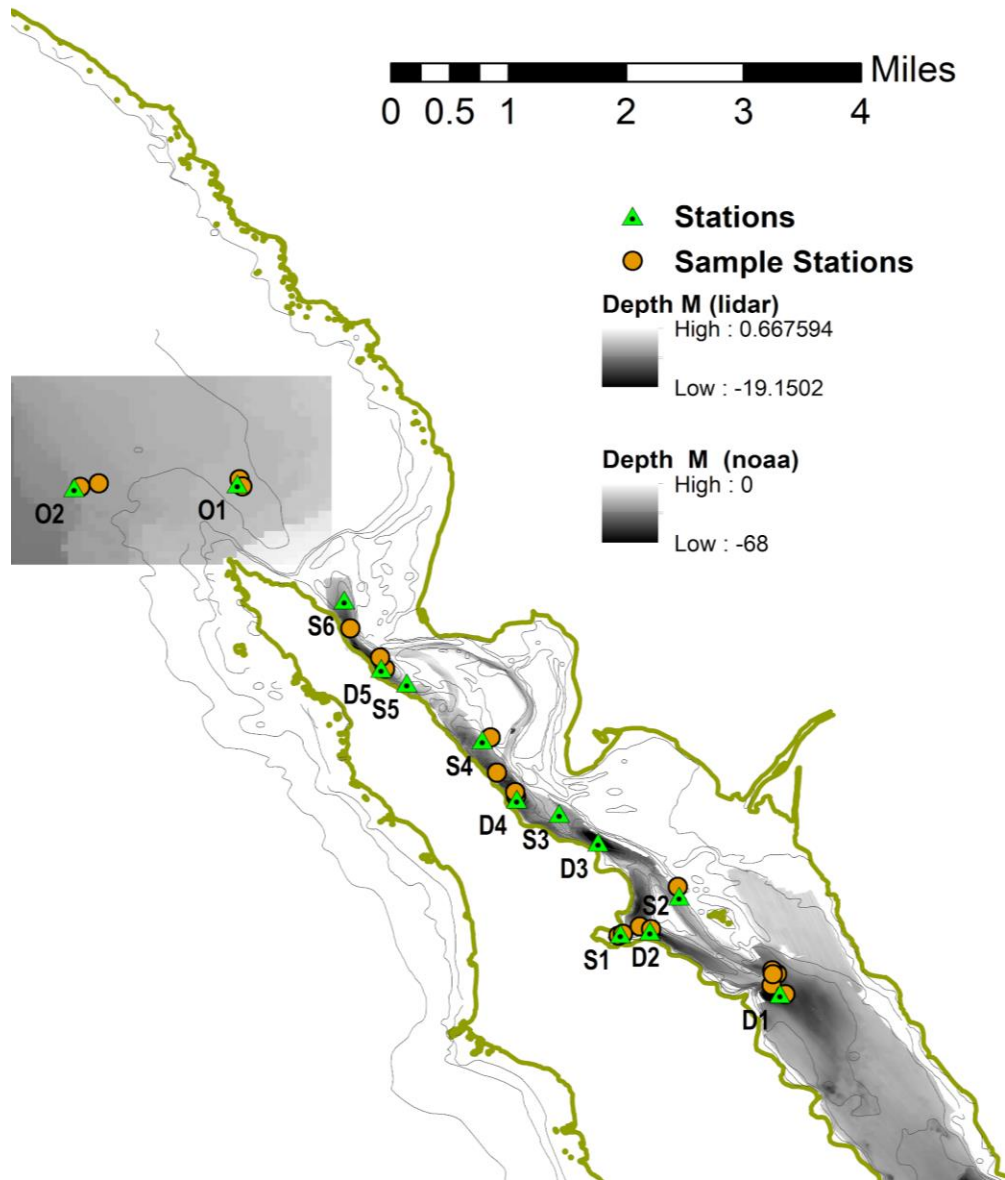 Miles
0 0.5 1 2 3 4
Stations
Sample Stations
Depth M (lidar)
High : 0.667594
Low : -19.1502
Depth M (noaa)
High : 0
Low : -68
O2
O1
S6
D5
S5
S4
D4
S3
D3
S2
S1
D2
D1